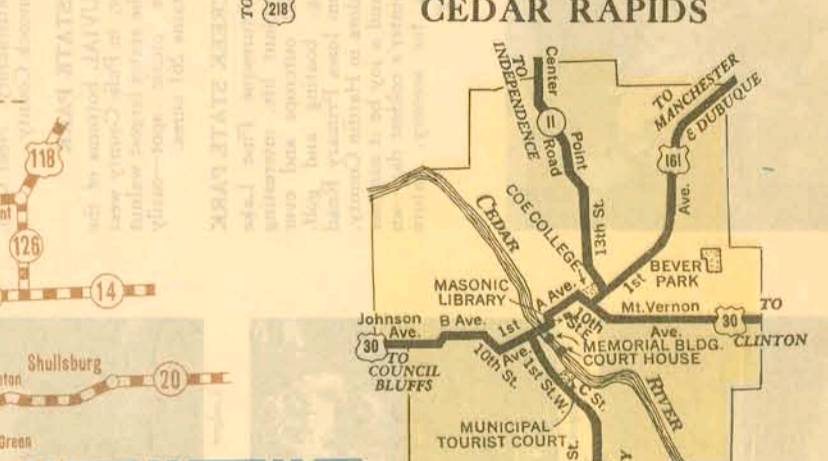 TO
218
CEDAR RAPIDS
TO
INDEPENDENCE
Center
Point
Road
11
TO
MANCHESTER
& DUBUQUE
161
Ave.
118
126
14
CEDAR
COE COLLEGE
13th St.
1st
BEVER
PARK
MASONIC
LIBRARY
A Ave.
10th
St.
Mt. Vernon
Ave.
30
TO
CLINTON
Johnson
Ave.
B Ave.
1st
Ave.
10th St.
30
TO
COUNCIL
BLUFFS
MEMORIAL BLDG.
COURT HOUSE
1st St. W.
C St.
RIVER
Shullsburg
20
Green
MUNICIPAL
TOURIST COURT
St.